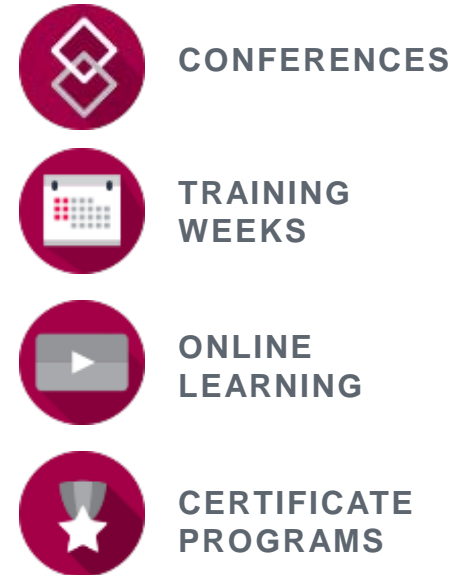 CONFERENCES
TRAINING
WEEKS
ONLINE
LEARNING
CERTIFICATE
PROGRAMS